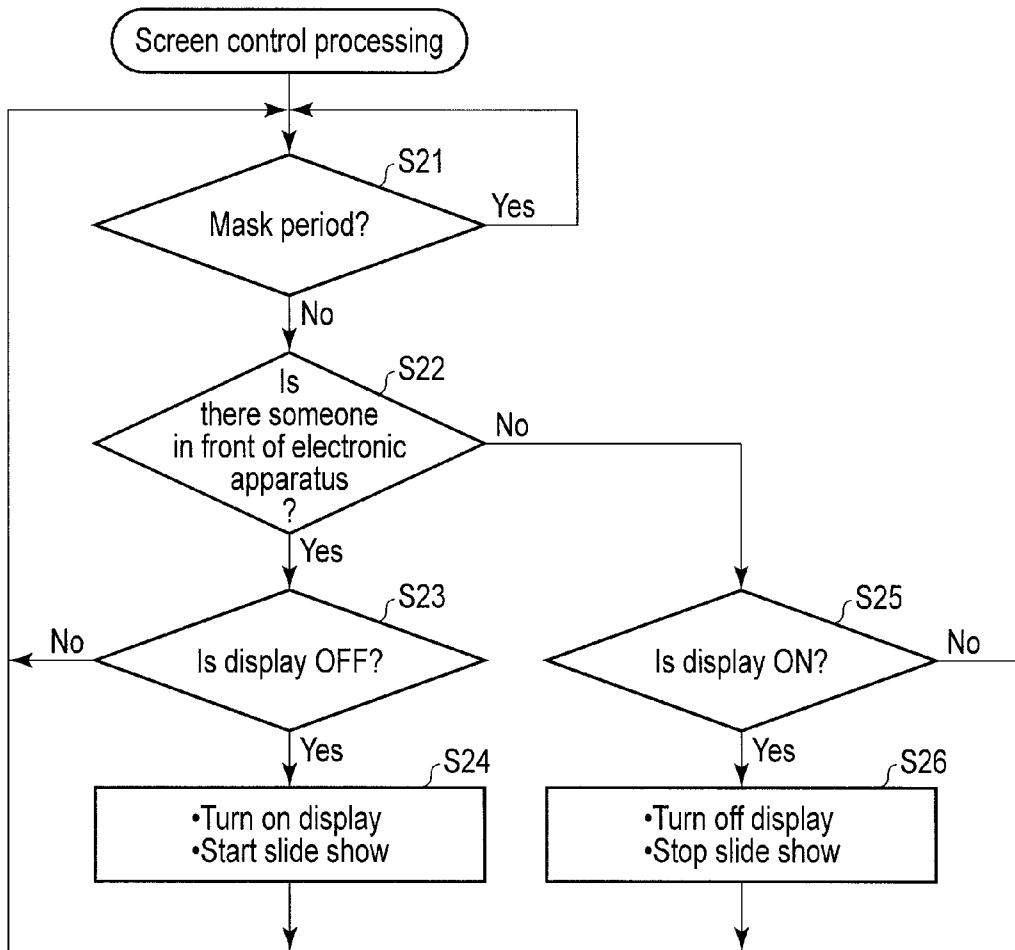 Screen control processing
S21
Mask period?
Yes
No
S22
Is
there someone
in front of electronic
apparatus
?
No
Yes
S23
Is display OFF?
No
Yes
S25
Is display ON?
No
Yes
S24
•Turn on display
•Start slide show
S26
•Turn off display
•Stop slide show